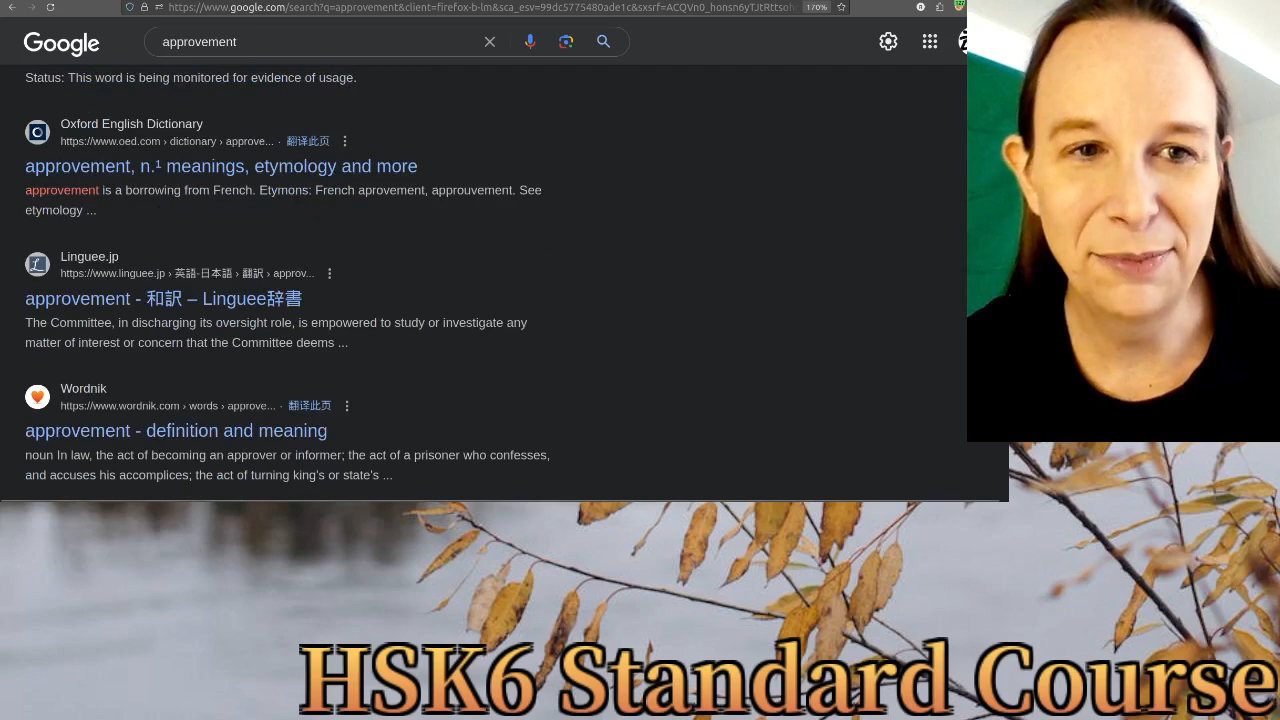 https://www.google.com/search?q=approvement&client=firefox-b-lm&sca_esv=99dc5775480ade1c&sxsrf=ACQVn0_honsn6yTJtRttsoh
170%
Google
approvement
Status: This word is being monitored for evidence of usage.
Oxford English Dictionary
https://www.oed.com › dictionary › approve... · 翻译此页
approvement, n.¹ meanings, etymology and more
approvement is a borrowing from French. Etymons: French aprovement, approuvement. See
etymology ...
Linguee.jp
https://www.linguee.jp › 英語-日本語 › 翻訳 › approv...
approvement - 和訳 – Linguee辞書
The Committee, in discharging its oversight role, is empowered to study or investigate any
matter of interest or concern that the Committee deems ...
Wordnik
https://www.wordnik.com › words › approve... · 翻译此页
approvement - definition and meaning
noun In law, the act of becoming an approver or informer; the act of a prisoner who confesses,
and accuses his accomplices; the act of turning king's or state's ...
HSK6 Standard Course